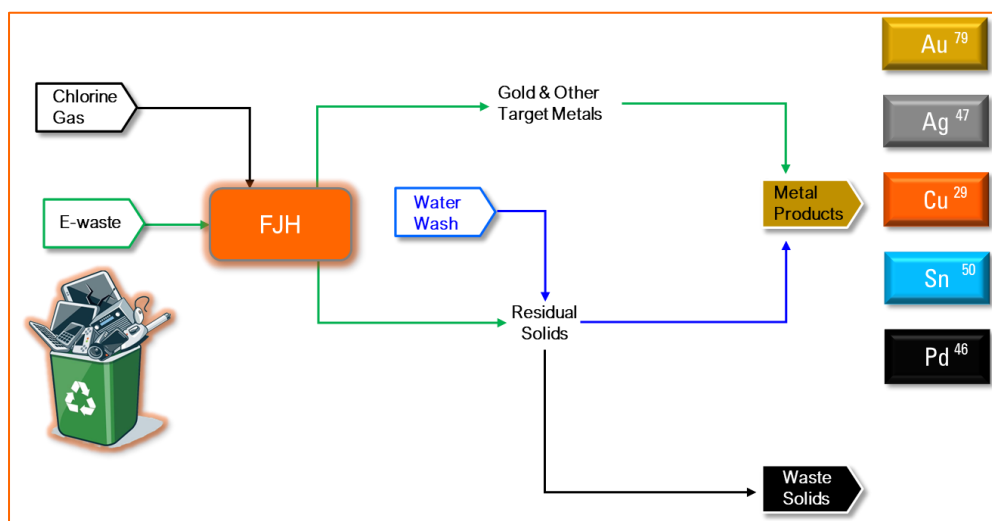 Chlorine
Gas
E-waste
FJH
Gold & Other
Target Metals
Water
Wash
Residual
Solids
Metal
Products
Waste
Solids
Au 79
Ag 47
Cu 29
Sn 50
Pd 46